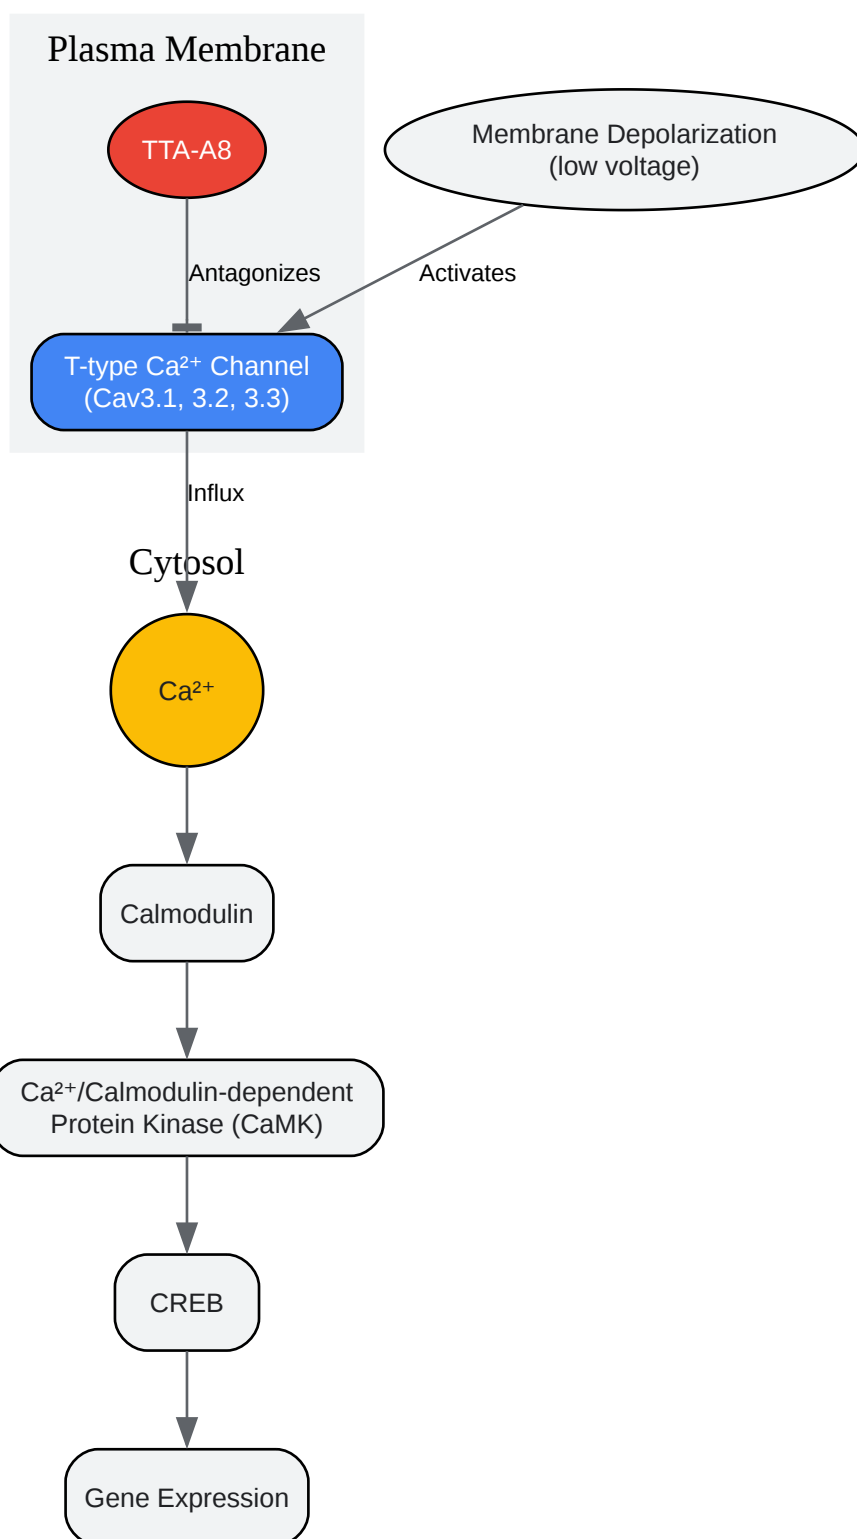 Plasma Membrane
TTA-A8
Membrane Depolarization
(low voltage)
Antagonizes
Activates
T-type Ca²⁺ Channel
(Cav3.1, 3.2, 3.3)
Influx
Cytosol
Ca²⁺
Calmodulin
Ca²⁺/Calmodulin-dependent
Protein Kinase (CaMK)
CREB
Gene Expression